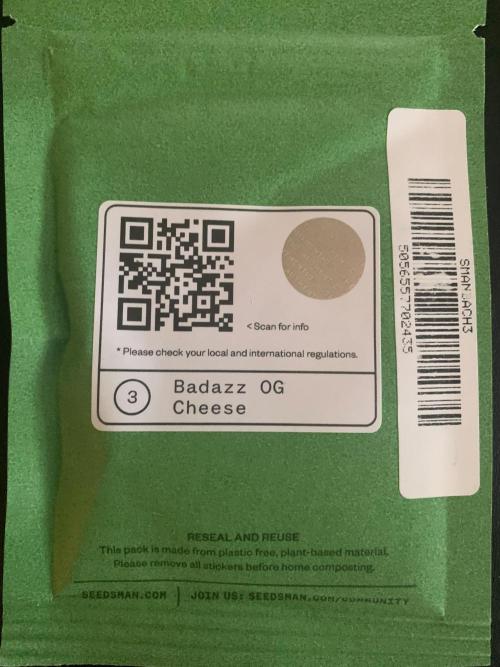 < Scan for info
* Please check your local and international regulations.
3
Badazz OG
Cheese
SMAN BACH3
5056557702435
RESEAL AND REUSE
This pack is made from plastic free, plant-based material.
Please remove all stickers before home composting.
SEEDSMAN.COM | JOIN US: SEEDSMAN.COM/COMMUNITY